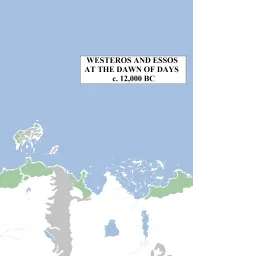 WESTEROS AND ESSOS
AT THE DAWN OF DAYS
c. 12,000 BC